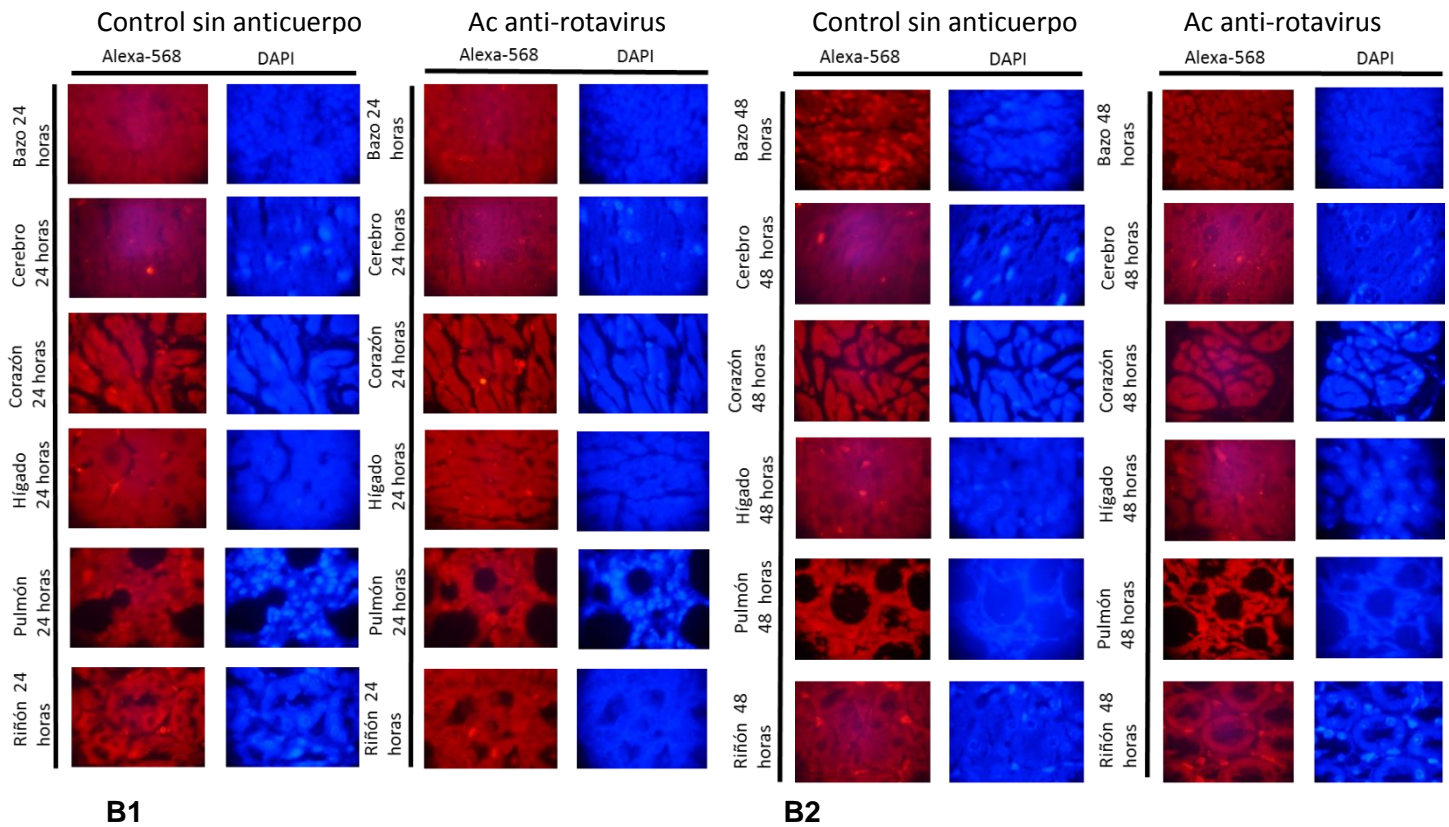 Control sin anticuerpo
Ac anti-rotavirus
Alexa-568
DAPI
Alexa-568
DAPI
Bazo 24
horas
Bazo 24
horas
Cerebro
24 horas
Cerebro
24 horas
Corazón
24 horas
Corazón
24 horas
Hígado
24 horas
Hígado
24 horas
Pulmón
24 horas
Pulmón
24 horas
Riñón 24
horas
Riñón 24
horas
B1
Control sin anticuerpo
Ac anti-rotavirus
Alexa-568
DAPI
Alexa-568
DAPI
Bazo 48
horas
Bazo 48
horas
Cerebro
48 horas
Cerebro
48 horas
Corazón
48 horas
Corazón
48 horas
Hígado
48 horas
Hígado
48 horas
Pulmón
48 horas
Pulmón
48 horas
Riñón 48
horas
Riñón 48
horas
B2